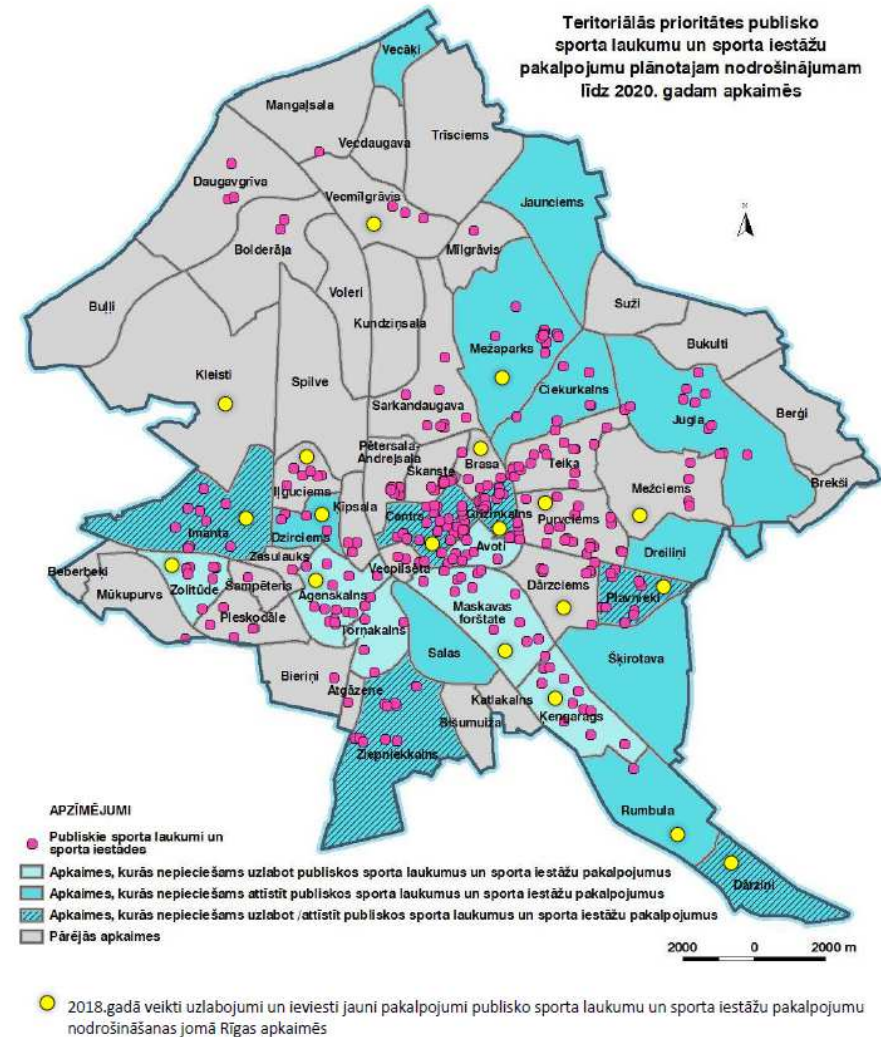 Teritoriālās prioritātes publisko
sporta laukumu un sporta iestāžu
pakalpojumu plānotajam nodrošinājumam
līdz 2020. gadam apkaimēs
Vecāķi
Mangaļsala
Vecdaugava
Trīsciems
Daugavgrīva
Vecmīlgrāvis
Jaunciems
Bolderāja
Mīlgrāvis
Voleri
Buļļi
Kundziņsala
Suži
Bukulti
Mežaparks
Kleisti
Spilve
Ciekurkalns
Sarkandaugava
Jugla
Berģi
Pētersala-
Andrejsala
Brasa
Skanste
Teika
Iļģuciems
Mežciems
Brekši
Ķīpsala
Centrs
Grīziņkalns
Purvciems
Imanta
Dzirciems
Avoti
Dreiliņi
Zasulauks
Vecpilsēta
Beberbeķi
Zolitūde
Šampēteris
Āgenskalns
Dārzciems
Pļavnieki
Mūkupurvs
Maskavas
forštate
Pleskodāle
Torņakalns
Salas
Šķirotava
Bieriņi
Atgāzene
Katlakalns
Ķengarags
Bišumuiža
Ziepniekkalns
Rumbula
Dārziņi
APZĪMĒJUMI
Publiskie sporta laukumi un
sporta iestādes
Apkaimes, kurās nepieciešams uzlabot publiskos sporta laukumus un sporta iestāžu pakalpojumus
Apkaimes, kurās nepieciešams attīstīt publiskos sporta laukumus un sporta iestāžu pakalpojumus
Apkaimes, kurās nepieciešams uzlabot /attīstīt publiskos sporta laukumus un sporta iestāžu pakalpojumus
Pārējās apkaimes
2000 0 2000 m
2018.gadā veikti uzlabojumi un ieviesti jauni pakalpojumi publisko sporta laukumu un sporta iestāžu pakalpojumu
nodrošināšanas jomā Rīgas apkaimēs